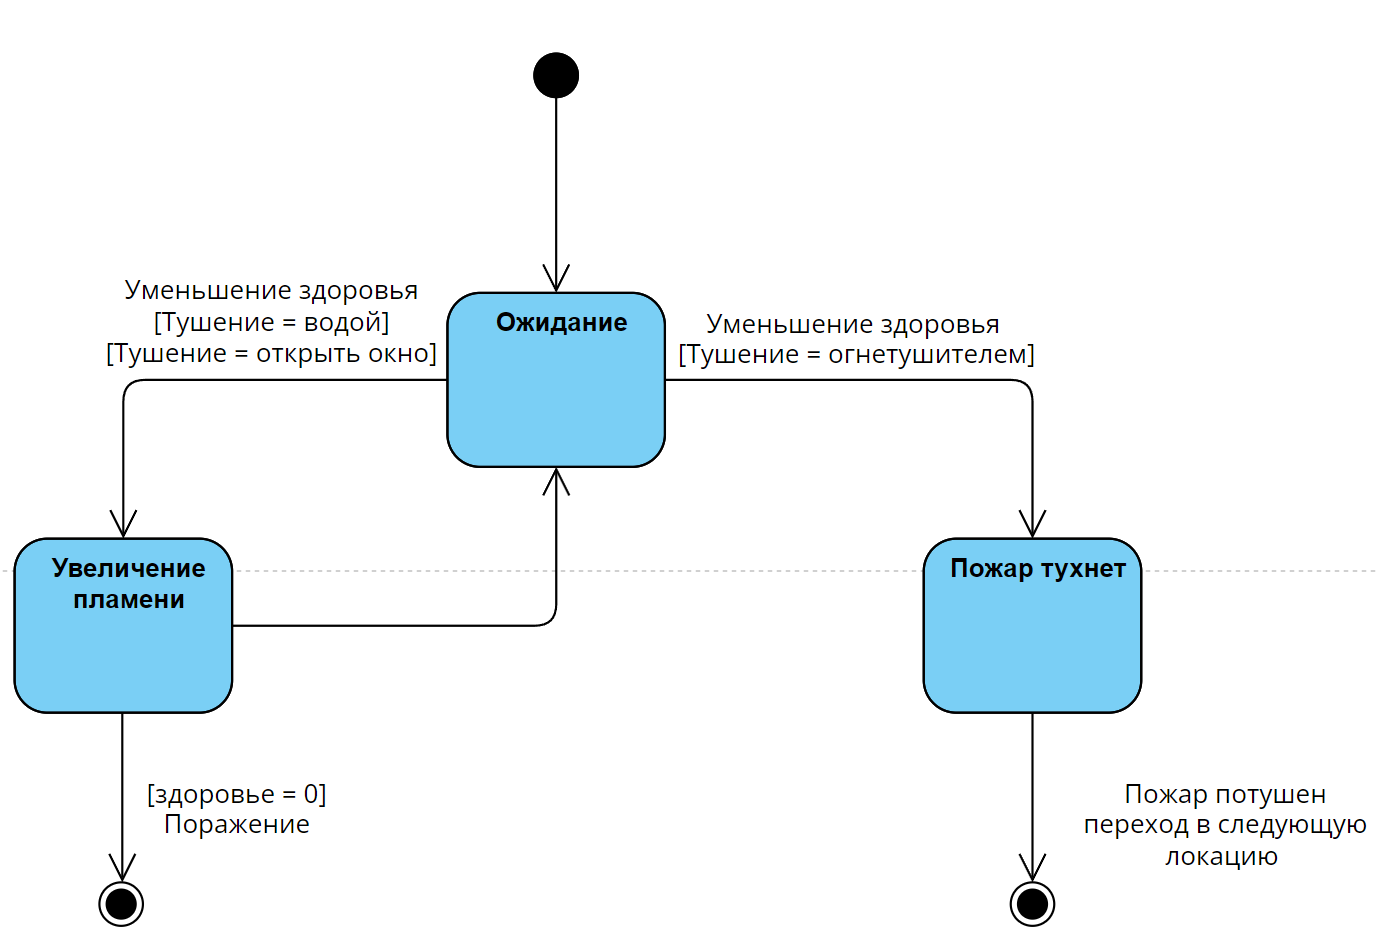 Уменьшение здоровья
[Тушение = водой]
[Тушение = открыть окно]
Ожидание
Уменьшение здоровья
[Тушение = огнетушителем]
Увеличение
пламени
Пожар тухнет
[здоровье = 0]
Поражение
Пожар потушен
переход в следующую
локацию